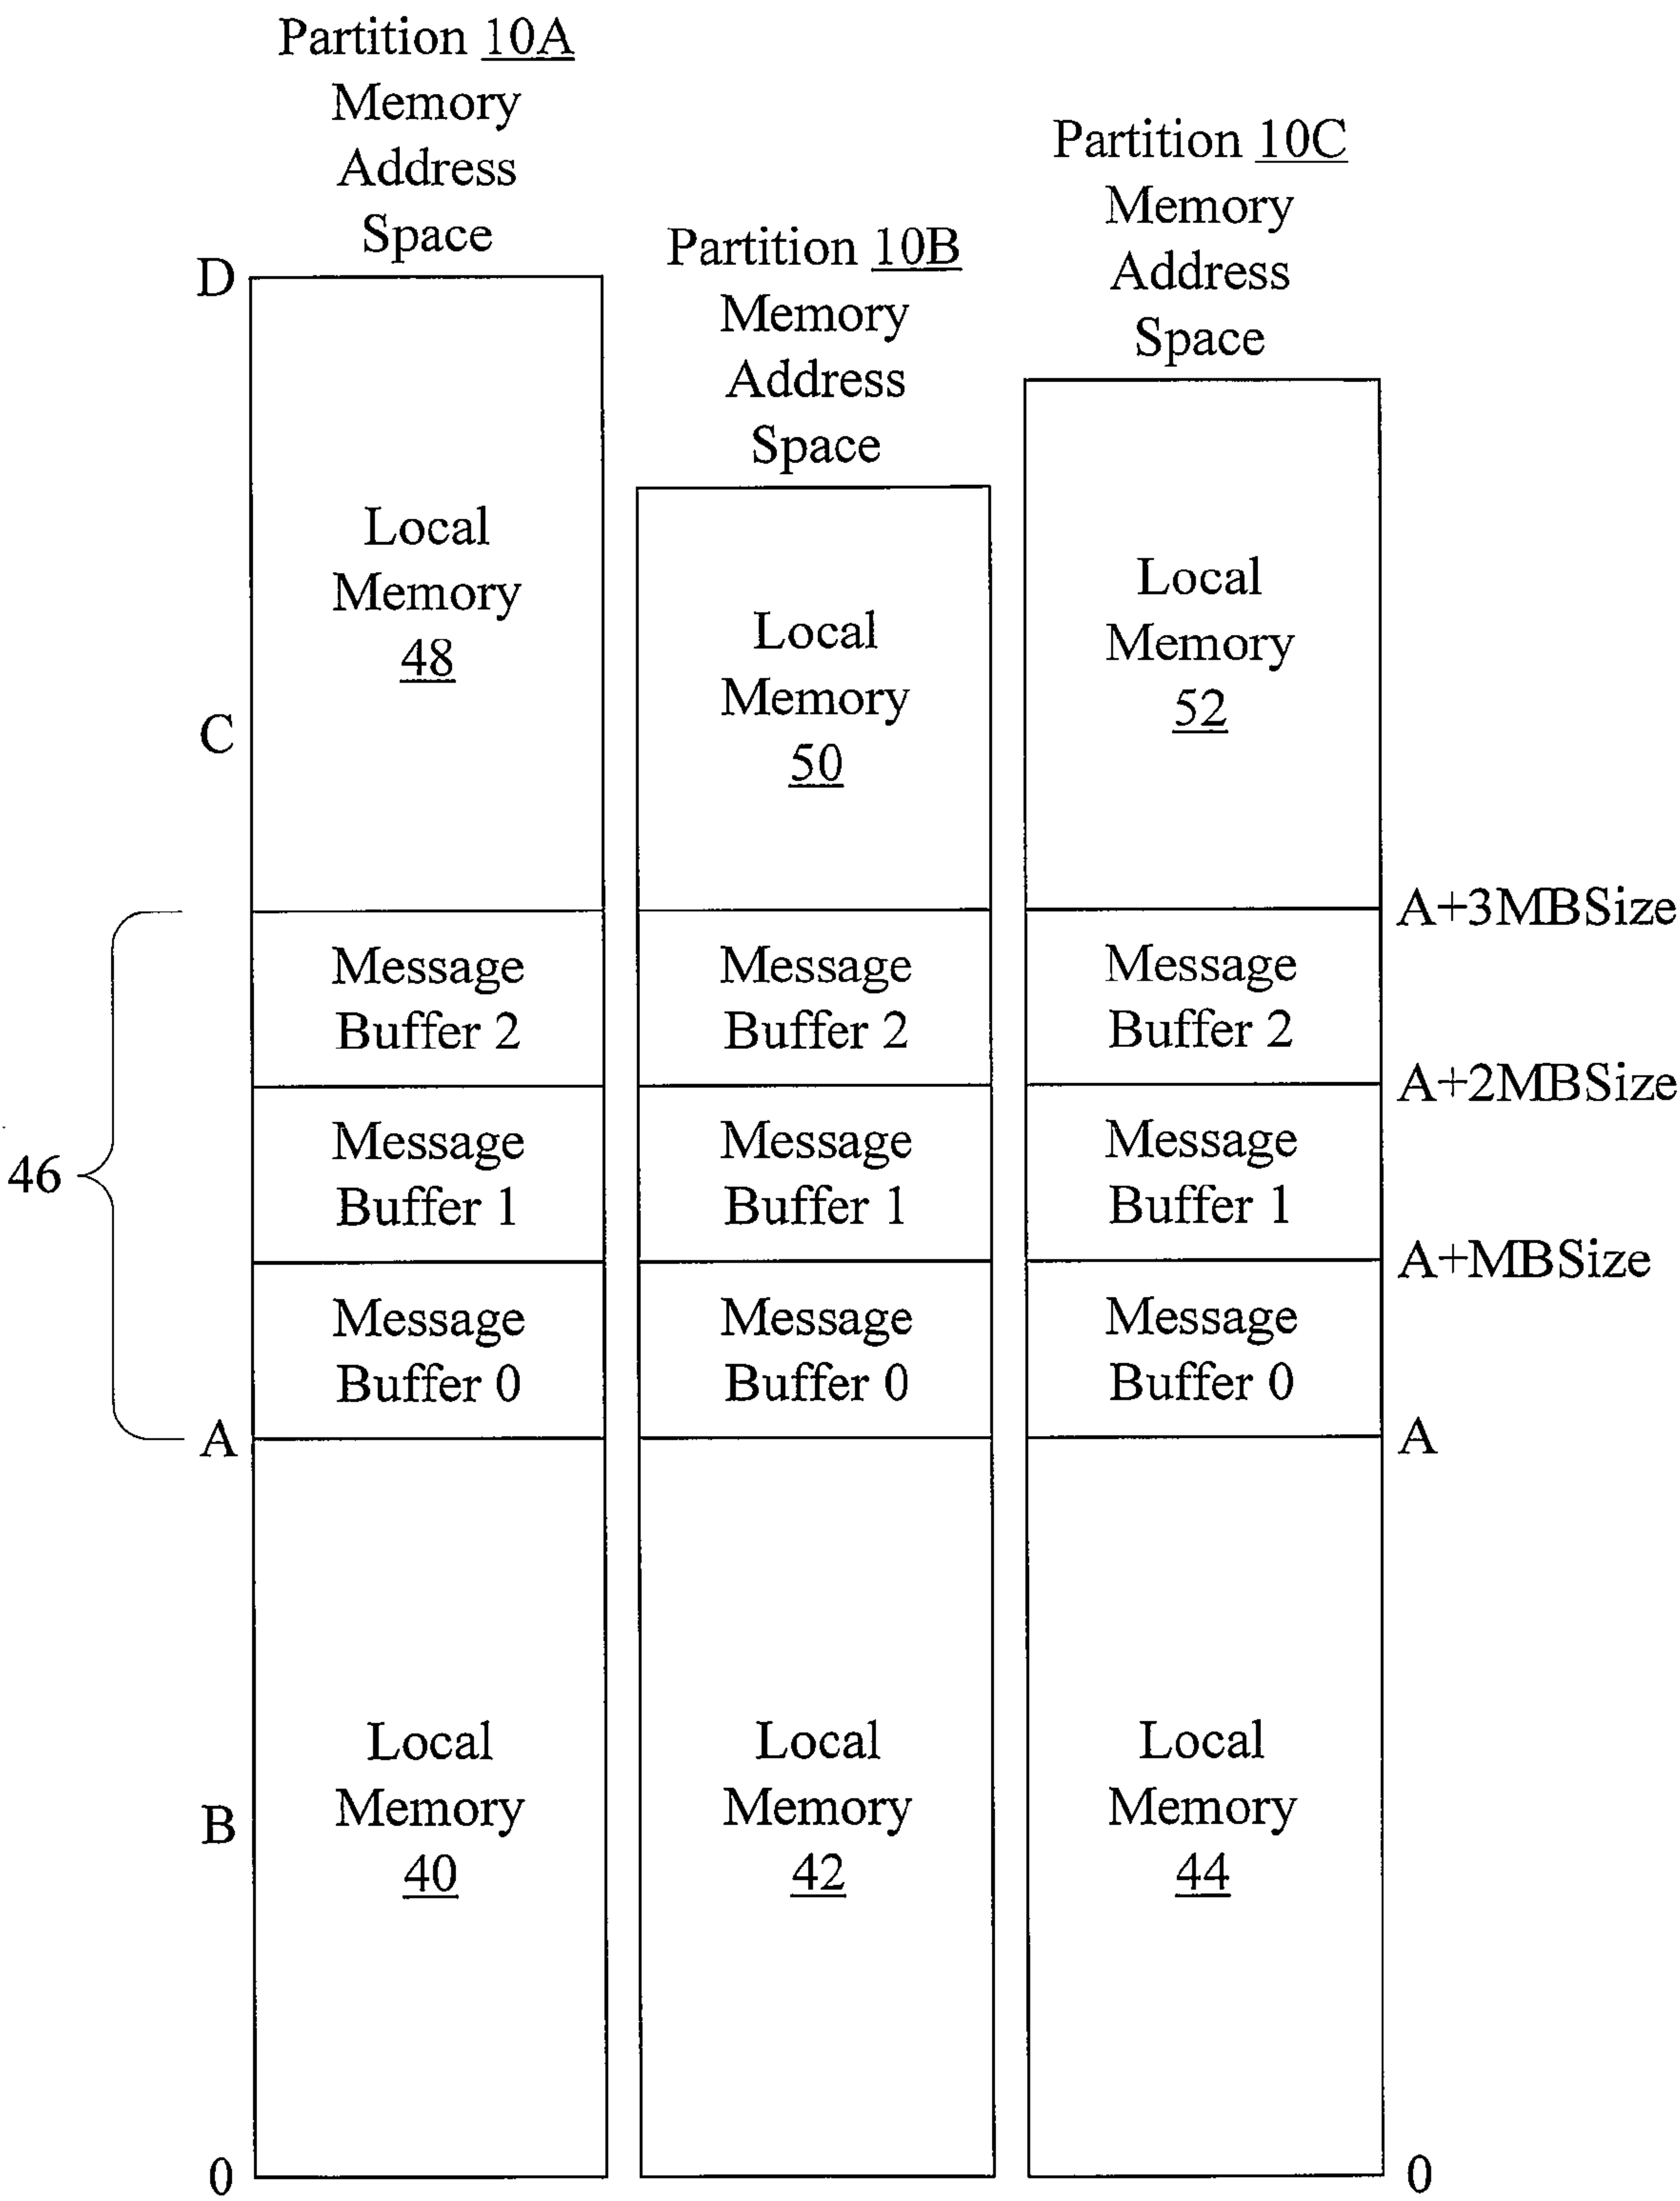 Partition 10A
Memory
Address
Space
Partition 10B
Memory
Address
Space
Partition 10C
Memory
Address
Space
D
C
46
A
B
0
Local
Memory
48
Message
Buffer 2
Message
Buffer 1
Message
Buffer 0
Local
Memory
40
Local
Memory
50
Message
Buffer 2
Message
Buffer 1
Message
Buffer 0
Local
Memory
42
Local
Memory
52
Message
Buffer 2
Message
Buffer 1
Message
Buffer 0
Local
Memory
44
A+3MBSize
A+2MBSize
A+MBSize
A
0